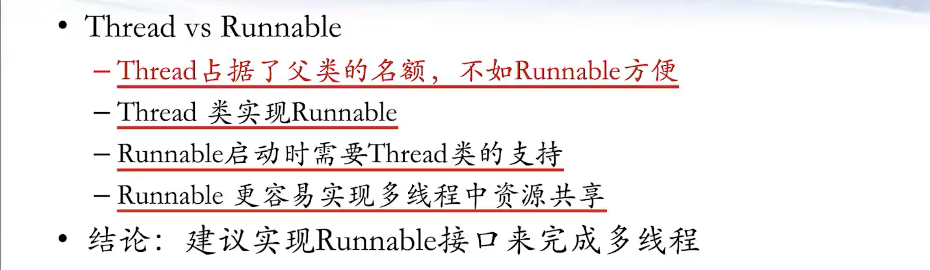 • Thread vs Runnable
– Thread占据了父类的名额，不如Runnable方便
– Thread 类实现Runnable
– Runnable启动时需要Thread类的支持
– Runnable 更容易实现多线程中资源共享
• 结论：建议实现Runnable接口来完成多线程